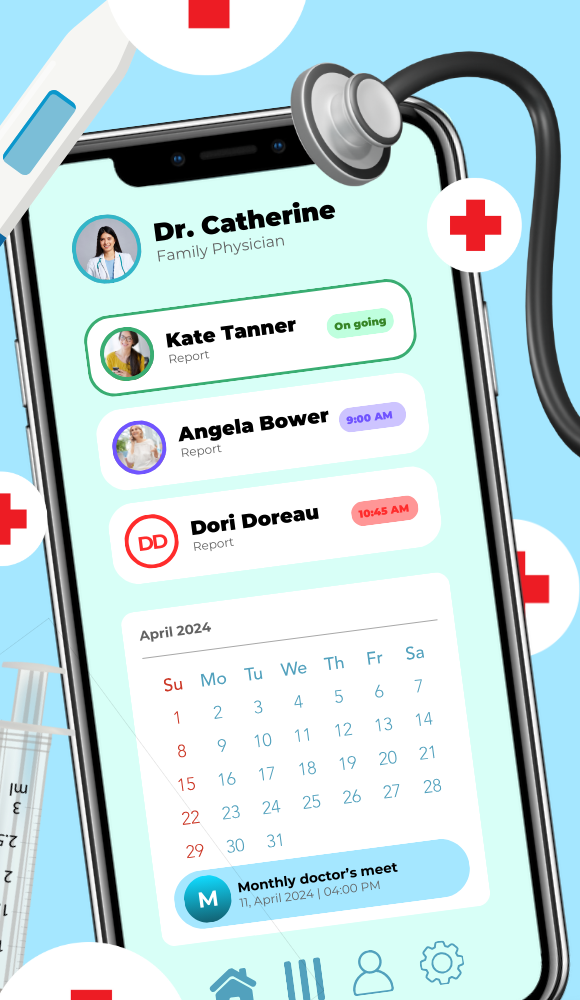 Dr. Catherine
Family Physician
Kate Tanner
Report
On going
Angela Bower
Report
9:00 AM
DD
Dori Doreau
Report
10:45 AM
April 2024
Su Mo Tu We Th Fr Sa
1 2 3 4 5 6 7
8 9 10 11 12 13 14
15 16 17 18 19 20 21
22 23 24 25 26 27 28
29 30 31
M
Monthly doctor's meet
11, April 2024 | 04:00 PM
ml
3
2.5
2